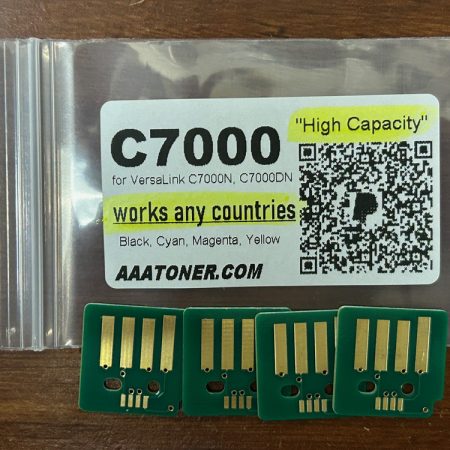 "High Capacity"
C7000
for VersaLink C7000N, C7000DN
works any countries
Black, Cyan, Magenta, Yellow
AAATONER.COM